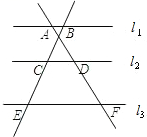 A B l₁
C D l₂
E F l₃